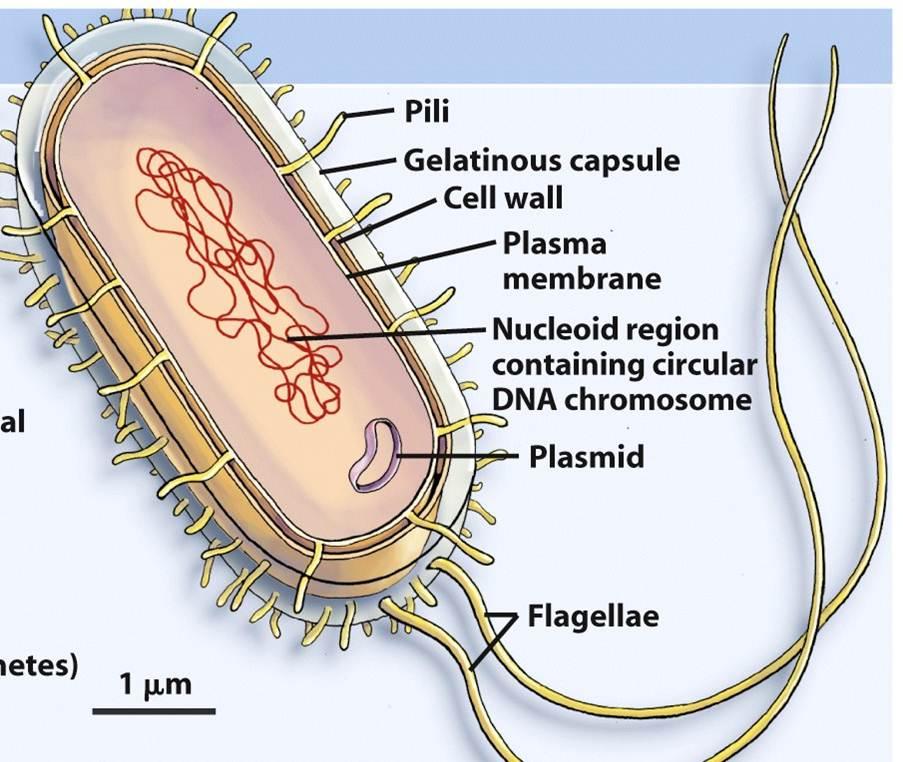 Pili
Gelatinous capsule
Cell wall
Plasma
membrane
Nucleoid region
containing circular
DNA chromosome
al
Plasmid
Flagellae
netes)
1 μm